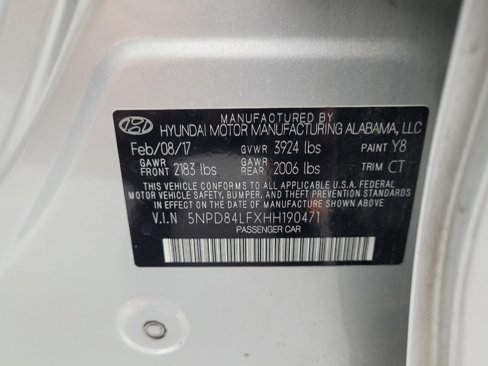 MANUFACTURED BY
HYUNDAI MOTOR MANUFACTURING ALABAMA, LLC
Feb/08/17 GVWR 3924 lbs PAINT Y8
GAWR FRONT 2183 lbs GAWR REAR 2006 lbs TRIM CT
THIS VEHICLE CONFORMS TO ALL APPLICABLE U.S.A. FEDERAL
MOTOR VEHICLE SAFETY, BUMPER, AND THEFT PREVENTION
STANDARDS IN EFFECT ON THE DATE OF
MANUFACTURE SHOWN ABOVE
V.I.N 5NPD84LFXHH190471
PASSENGER CAR